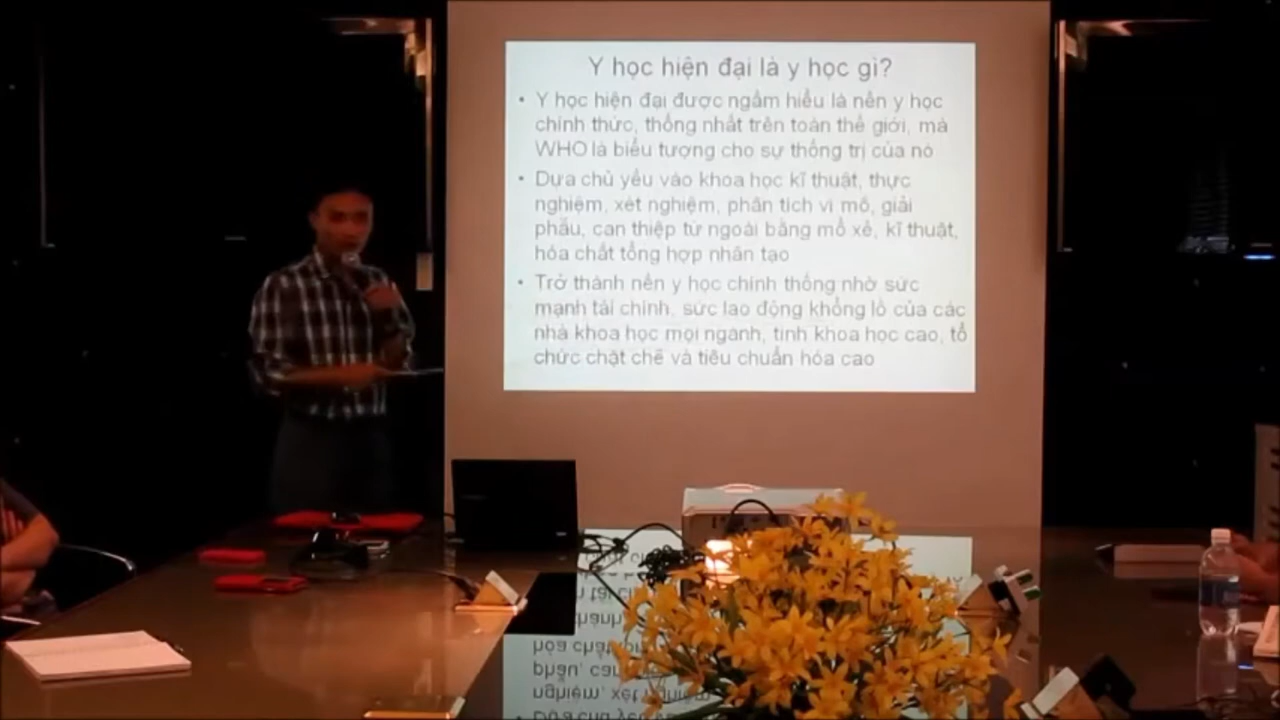 Y học hiện đại là y học gì?
• Y học hiện đại được ngầm hiểu là nền y học
chính thức, thống nhất trên toàn thế giới, mà
WHO là biểu tượng cho sự thống trị của nó
• Dựa chủ yếu vào khoa học kĩ thuật, thực
nghiệm, xét nghiệm, phân tích vi mô, giải
phẫu, can thiệp từ ngoài bằng mổ xẻ, kĩ thuật,
hóa chất tổng hợp nhân tạo
• Trở thành nền y học chính thống nhờ sức
mạnh tài chính, sức lao động khổng lồ của các
nhà khoa học mọi ngành, tính khoa học cao, tổ
chức chặt chẽ và tiêu chuẩn hóa cao